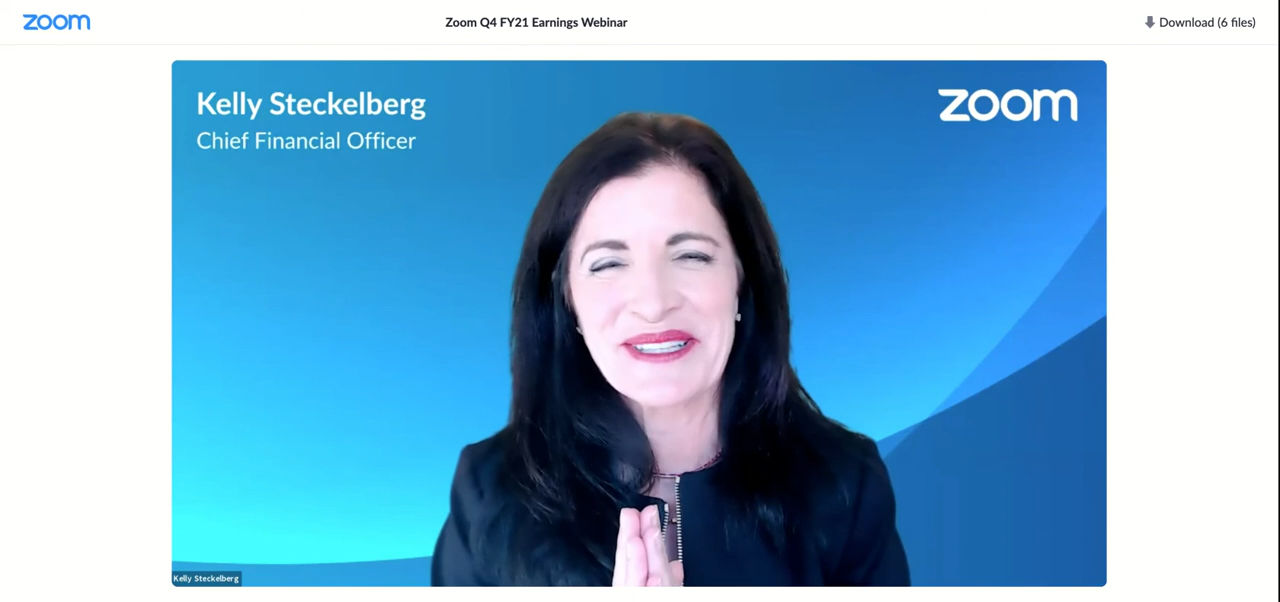 zoom
Zoom Q4 FY21 Earnings Webinar
Download (6 files)
Kelly Steckelberg
Chief Financial Officer
zoom
Kelly Steckelberg